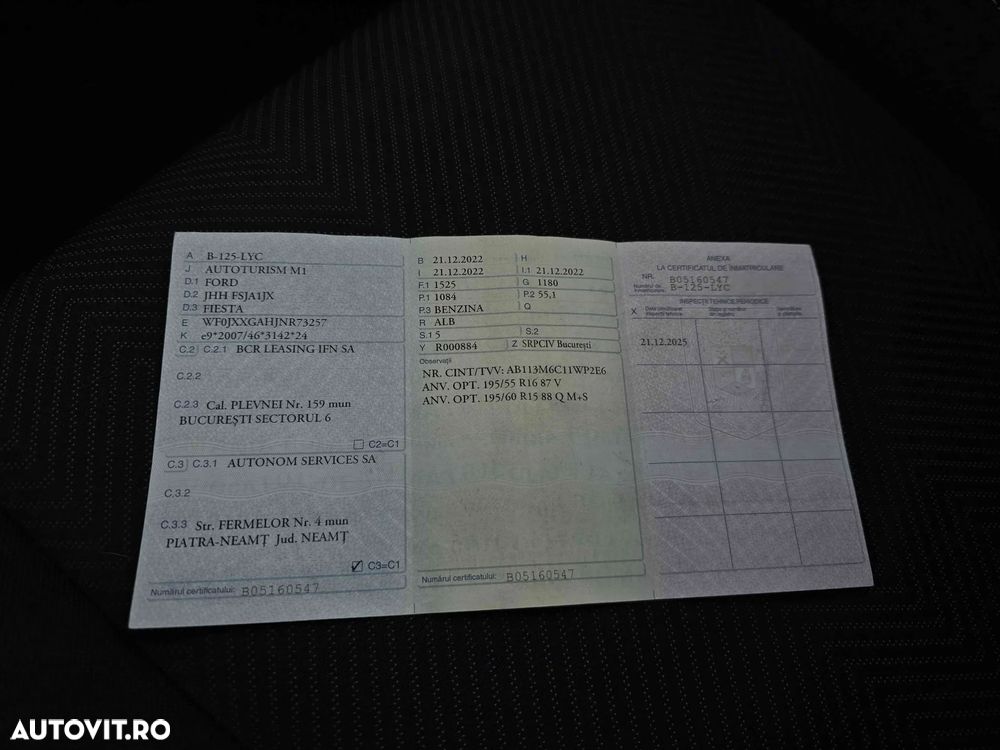 A B-125-LYC
J AUTOTURISM M1
D.1 FORD
D.2 JHH FSJA1JX
D.3 FIESTA
E WF0JXXGAHJNR73257
K e9*2007/46*3142*24
C.2 C.2.1 BCR LEASING IFN SA
C.2.2
C.2.3 Cal. PLEVNEI Nr. 159 mun
BUCUREȘTI SECTORUL 6
C2=C1
C.3 C.3.1 AUTONOM SERVICES SA
C.3.2
C.3.3 Str. FERMELOR Nr. 4 mun
PIATRA-NEAMȚ Jud. NEAMȚ
C3=C1
Numărul certificatului: B05160547
B 21.12.2022 H
I 21.12.2022 I.1 21.12.2022
F.1 1525 G 1180
P.1 1084 P.2 55,1
P.3 BENZINA Q
R ALB
S.1 5 S.2
Y R000884 Z SRPCIV București
Observații
NR. CINT/TVV: AB113M6C11WP2E6
ANV. OPT. 195/55 R16 87 V
ANV. OPT. 195/60 R15 88 Q M+S
Numărul certificatului: B05160547
ANEXA
LA CERTIFICATUL DE ÎNMATRICULARE
NR. B05160547
Numărul de înmatriculare: B-125-LYC
INSPECȚII TEHNICE PERIODICE
X
21.12.2025
AUTOVIT.RO